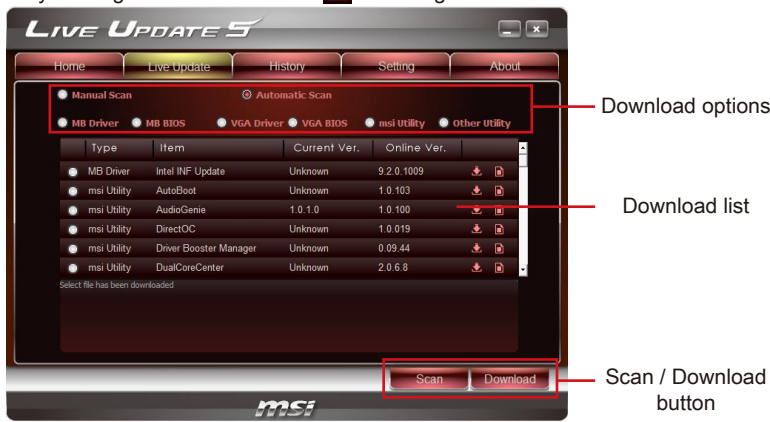 LIVE UPDATE 5
Home Live Update History Setting About
Manual Scan Automatic Scan
MB Driver MB BIOS VGA Driver VGA BIOS msi Utility Other Utility
Download options
Type Item Current Ver. Online Ver.
MB Driver Intel INF Update Unknown 9.2.0.1009
msi Utility AutoBoot Unknown 1.0.103
msi Utility AudioGenie 1.0.1.0 1.0.100
Download list
msi Utility DirectOC Unknown 1.0.019
msi Utility Driver Booster Manager Unknown 0.09.44
msi Utility DualCoreCenter Unknown 2.0.6.8
Select file has been downloaded
Scan Download
Scan / Download
button
msi